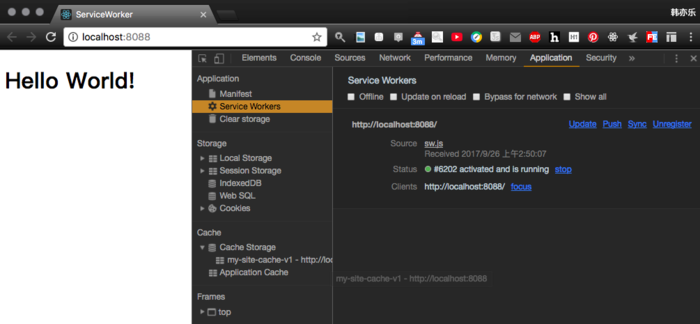 ServiceWorker
韩亦乐
localhost:8088
3m
ABP
Hello World!
Elements Console Sources Network Performance Memory Application Security »
Application
Manifest
Service Workers
Clear storage
Storage
Local Storage
Session Storage
IndexedDB
Web SQL
Cookies
Cache
Cache Storage
my-site-cache-v1 - http://loc
Application Cache
Frames
top
Service Workers
Offline Update on reload Bypass for network Show all
http://localhost:8088/ Update Push Sync Unregister
Source sw.js
Received 2017/9/26 上午2:50:07
Status #6202 activated and is running stop
Clients http://localhost:8088/ focus
my-site-cache-v1 - http://localhost:8088